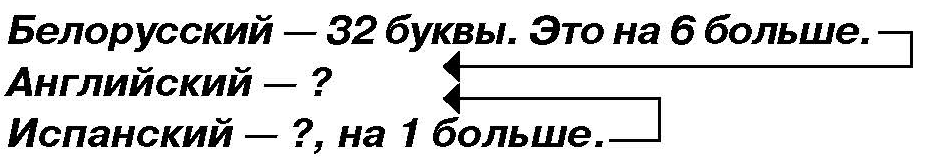 Белорусский — 32 буквы. Это на 6 больше.
Английский — ?
Испанский — ?, на 1 больше.